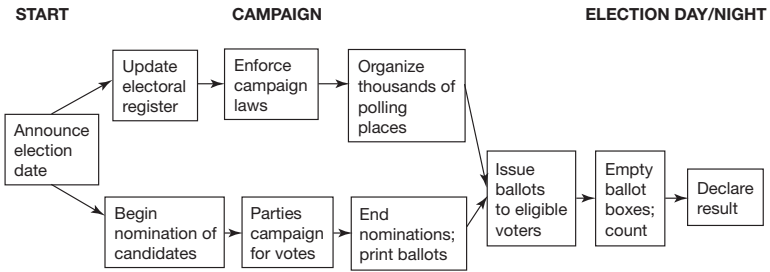 START
CAMPAIGN
ELECTION DAY/NIGHT
Announce
election
date
Update
electoral
register
Enforce
campaign
laws
Organize
thousands of
polling
places
Begin
nomination of
candidates
Parties
campaign
for votes
End
nominations;
print ballots
Issue
ballots
to eligible
voters
Empty
ballot
boxes;
count
Declare
result